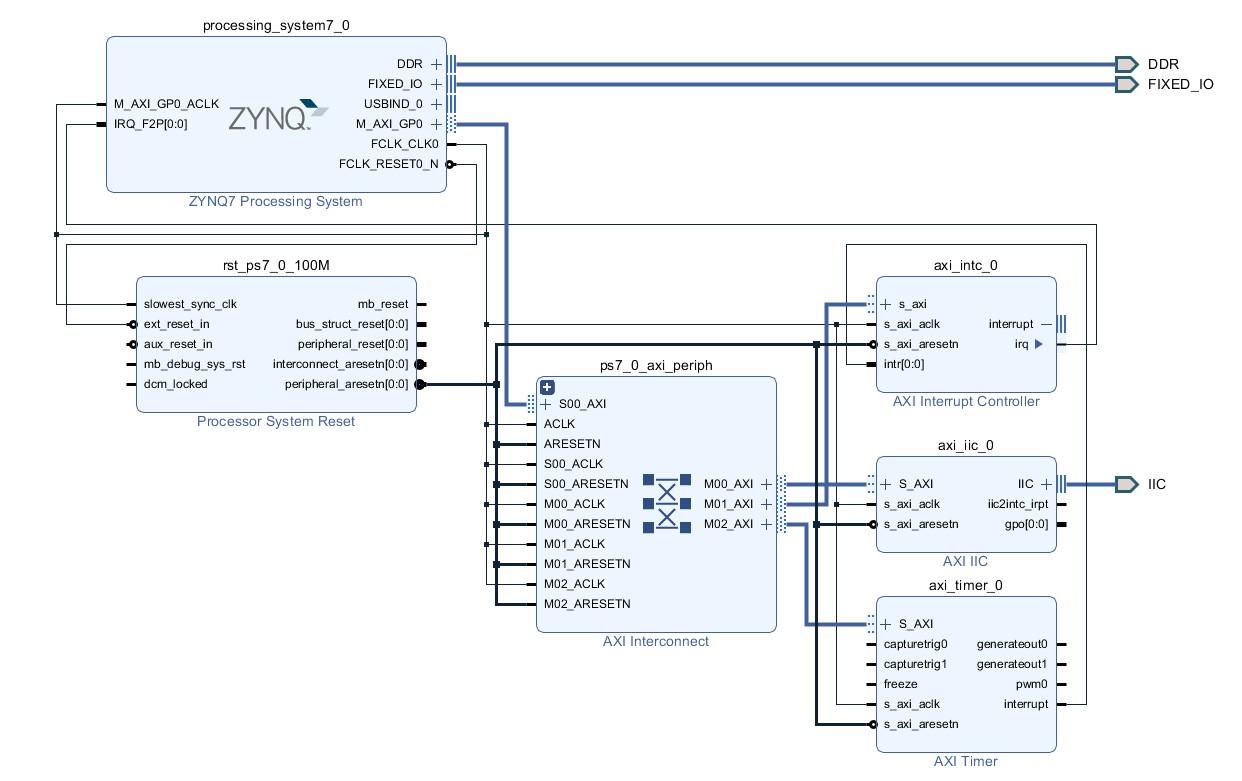 processing_system7_0
DDR
FIXED_IO
USBIND_0
M_AXI_GP0
FCLK_CLK0
FCLK_RESET0_N
M_AXI_GP0_ACLK
IRQ_F2P[0:0]
ZYNQ
ZYNQ7 Processing System
DDR
FIXED_IO
rst_ps7_0_100M
slowest_sync_clk
ext_reset_in
aux_reset_in
mb_debug_sys_rst
dcm_locked
mb_reset
bus_struct_reset[0:0]
peripheral_reset[0:0]
interconnect_aresetn[0:0]
peripheral_aresetn[0:0]
Processor System Reset
ps7_0_axi_periph
S00_AXI
ACLK
ARESETN
S00_ACLK
S00_ARESETN
M00_ACLK
M00_ARESETN
M01_ACLK
M01_ARESETN
M02_ACLK
M02_ARESETN
M00_AXI
M01_AXI
M02_AXI
AXI Interconnect
axi_intc_0
s_axi
s_axi_aclk
s_axi_aresetn
intr[0:0]
interrupt
irq
AXI Interrupt Controller
axi_iic_0
S_AXI
s_axi_aclk
s_axi_aresetn
IIC
iic2intc_irpt
gpo[0:0]
AXI IIC
IIC
axi_timer_0
S_AXI
capturetrig0
capturetrig1
freeze
s_axi_aclk
s_axi_aresetn
generateout0
generateout1
pwm0
interrupt
AXI Timer